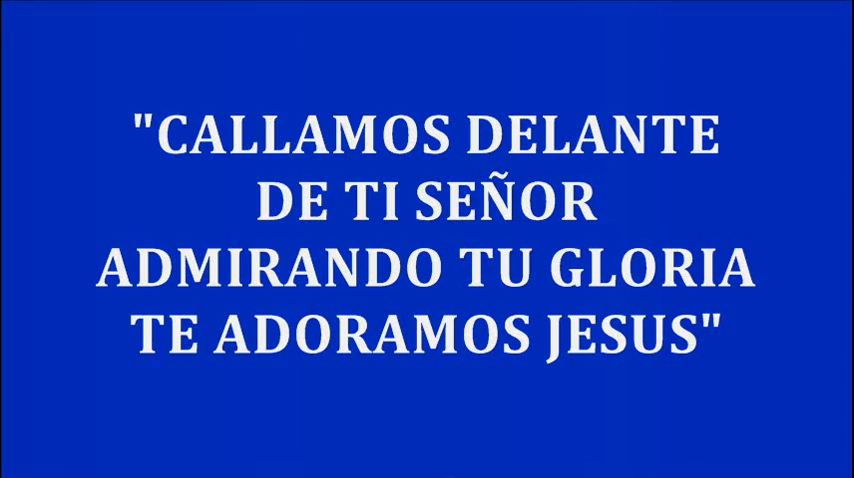 "CALLAMOS DELANTE
DE TI SEÑOR
ADMIRANDO TU GLORIA
TE ADORAMOS JESUS"